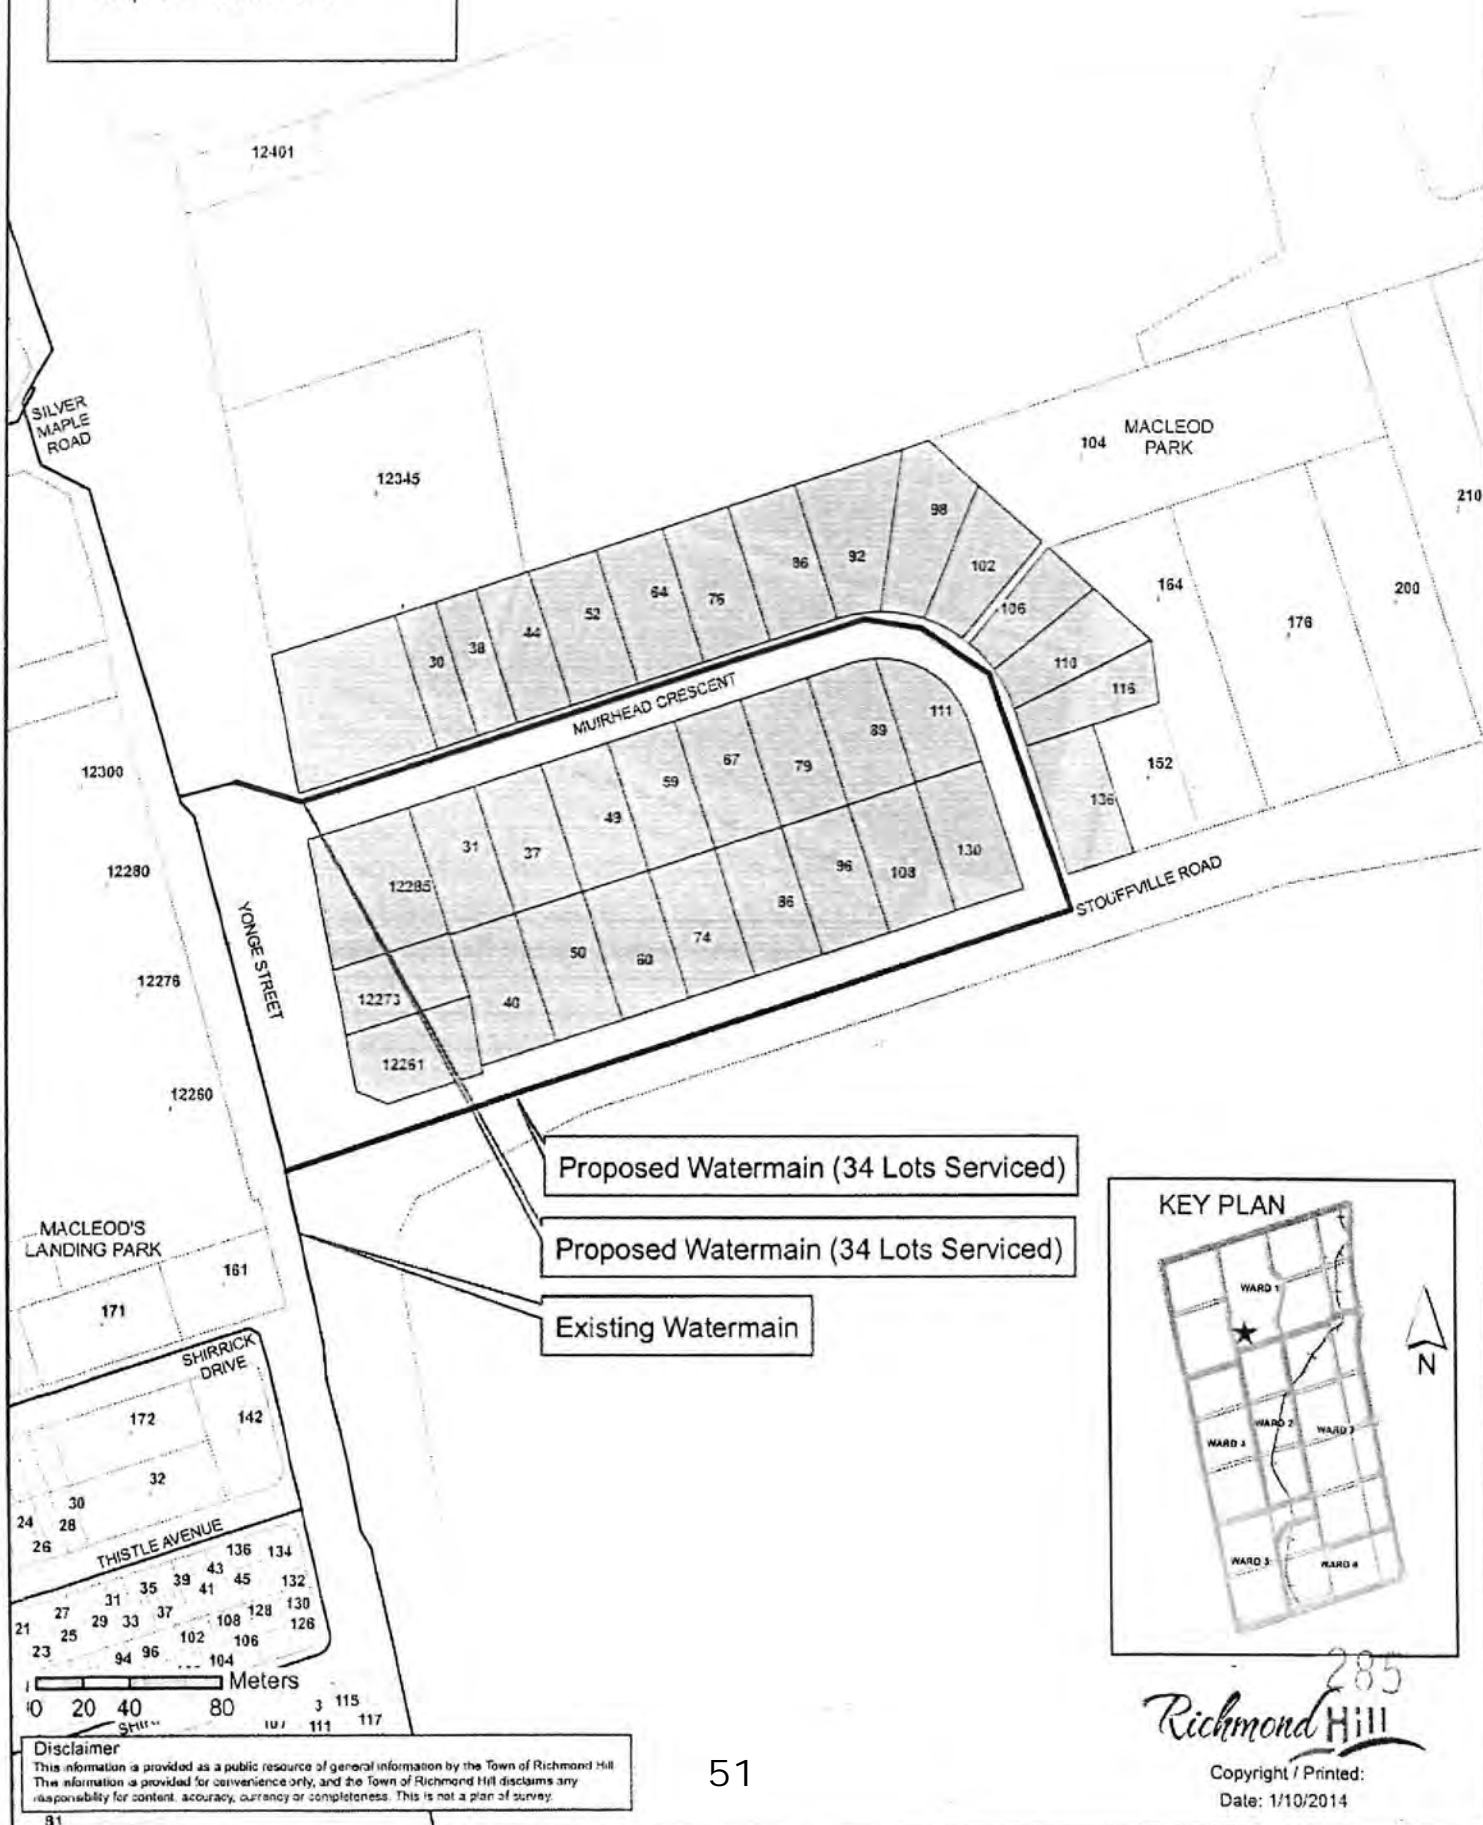 12401
SILVER
MAPLE
ROAD
12345
104
MACLEOD
PARK
210
98
92
86
102
76
64
52
44
38
30
106
164
200
176
110
116
MUIRHEAD CRESCENT
111
89
67
79
59
49
152
136
12300
31
37
12280
12285
130
108
96
86
STOUFFVILLE ROAD
YONGE STREET
74
50
60
12276
12273
40
12261
12260
Proposed Watermain (34 Lots Serviced)
Proposed Watermain (34 Lots Serviced)
Existing Watermain
MACLEOD'S
LANDING PARK
161
171
SHIRRICK
DRIVE
172
142
32
30
24
28
26
THISTLE AVENUE
136 134
43
39
35
41
45
132
31
27
37
130
128
29
33
108
126
21
25
102
106
23
96
94
104
Meters
0 20 40 80
3 115
111 117
KEY PLAN
WARD 1
N
WARD 2
WARD 5
WARD 6
285
Richmond Hill
Copyright / Printed:
Date: 1/10/2014
Disclaimer
This information is provided as a public resource of general information by the Town of Richmond Hill
This information is provided for convenience only, and the Town of Richmond Hill disclaims any
responsibility for content, accuracy, currency or completeness. This is not a plan of survey.
51
81